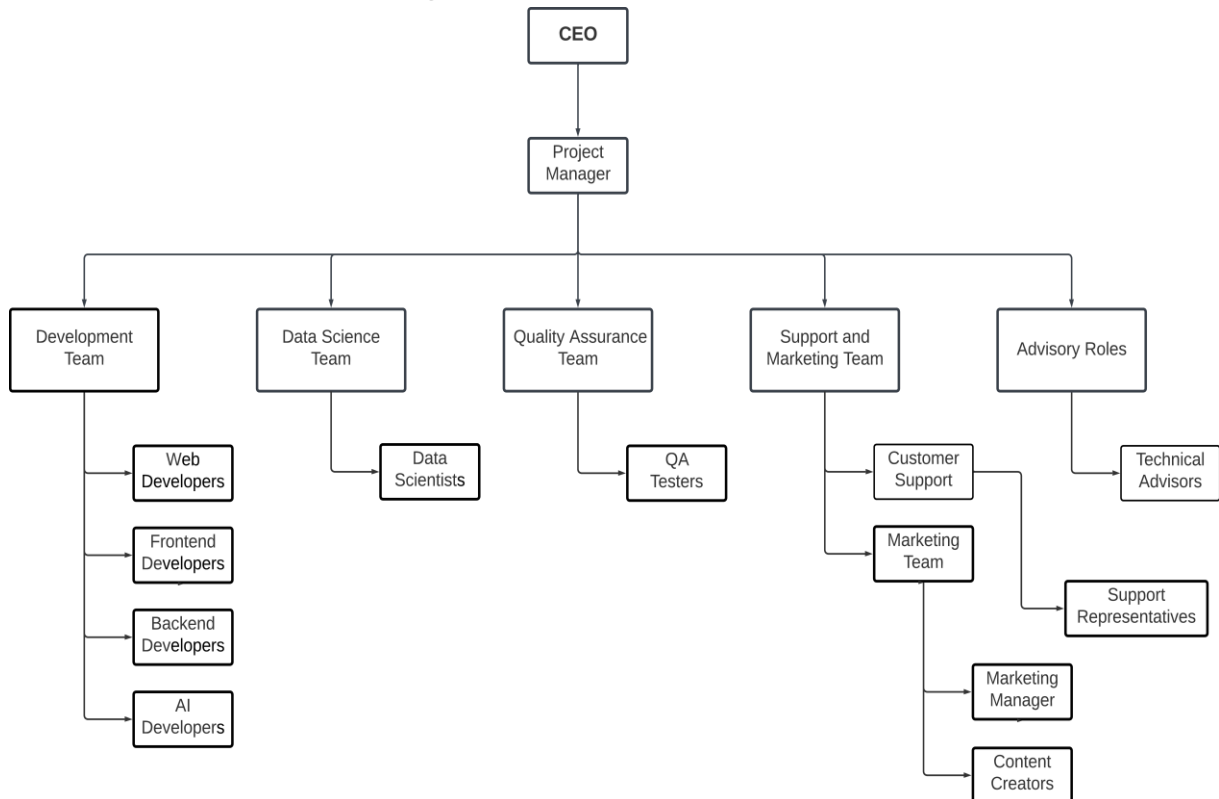 CEO
Project
Manager
Development
Team
Data Science
Team
Quality Assurance
Team
Support and
Marketing Team
Advisory Roles
Web
Developers
Frontend
Developers
Backend
Developers
AI
Developers
Data
Scientists
QA
Testers
Customer
Support
Marketing
Team
Support
Representatives
Marketing
Manager
Content
Creators
Technical
Advisors